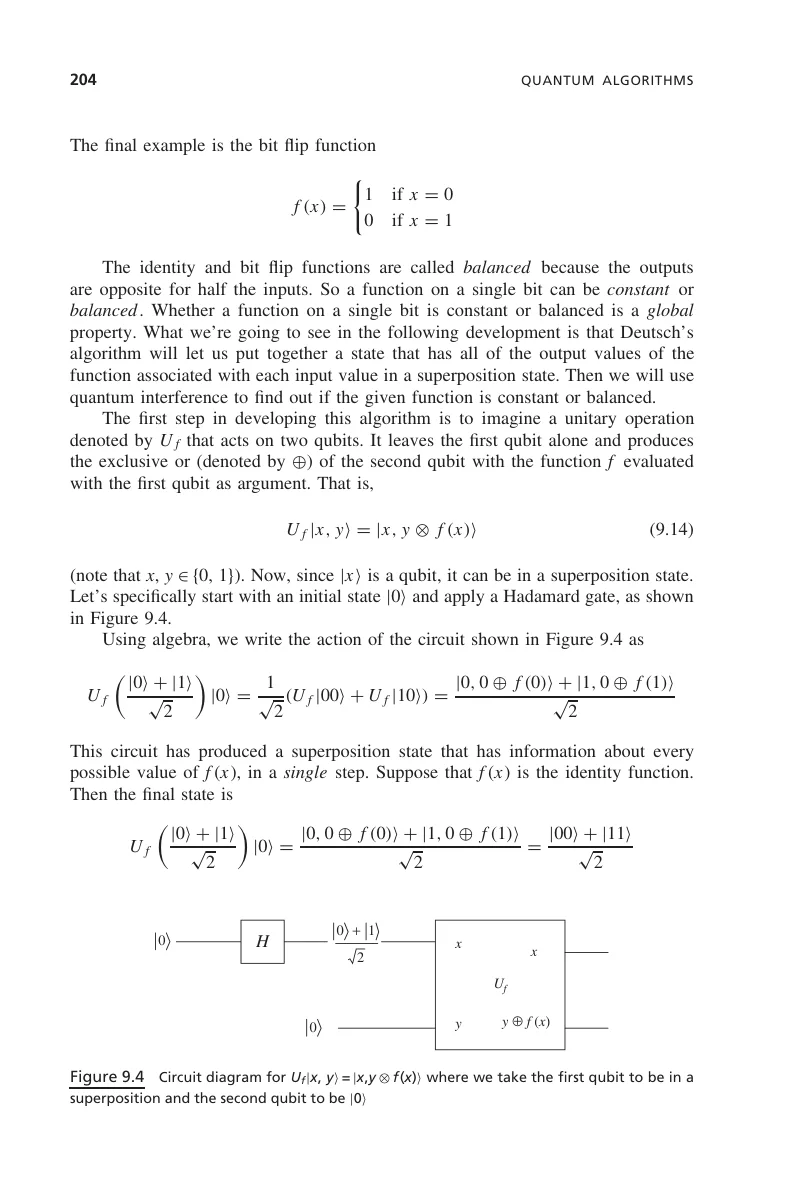 204 QUANTUM ALGORITHMS
The final example is the bit flip function
f(x) = {1 if x = 0
0 if x = 1
The identity and bit flip functions are called balanced because the outputs
are opposite for half the inputs. So a function on a single bit can be constant or
balanced. Whether a function on a single bit is constant or balanced is a global
property. What we're going to see in the following development is that Deutsch's
algorithm will let us put together a state that has all of the output values of the
function associated with each input value in a superposition state. Then we will use
quantum interference to find out if the given function is constant or balanced.
The first step in developing this algorithm is to imagine a unitary operation
denoted by U_f that acts on two qubits. It leaves the first qubit alone and produces
the exclusive or (denoted by ⊕) of the second qubit with the function f evaluated
with the first qubit as argument. That is,
U_f|x, y⟩ = |x, y ⊗ f(x)⟩ (9.14)
(note that x, y ∈ {0, 1}). Now, since |x⟩ is a qubit, it can be in a superposition state.
Let's specifically start with an initial state |0⟩ and apply a Hadamard gate, as shown
in Figure 9.4.
Using algebra, we write the action of the circuit shown in Figure 9.4 as
U_f ((|0⟩ + |1⟩)/√2) |0⟩ = 1/√2 (U_f|00⟩ + U_f|10⟩) = (|0, 0 ⊕ f(0)⟩ + |1, 0 ⊕ f(1)⟩)/√2
This circuit has produced a superposition state that has information about every
possible value of f(x), in a single step. Suppose that f(x) is the identity function.
Then the final state is
U_f ((|0⟩ + |1⟩)/√2) |0⟩ = (|0, 0 ⊕ f(0)⟩ + |1, 0 ⊕ f(1)⟩)/√2 = (|00⟩ + |11⟩)/√2
|0⟩ H (|0⟩ + |1⟩)/√2 x x
U_f
|0⟩ y y ⊕ f(x)
Figure 9.4 Circuit diagram for U_f|x, y⟩ = |x,y ⊗ f(x)⟩ where we take the first qubit to be in a
superposition and the second qubit to be |0⟩